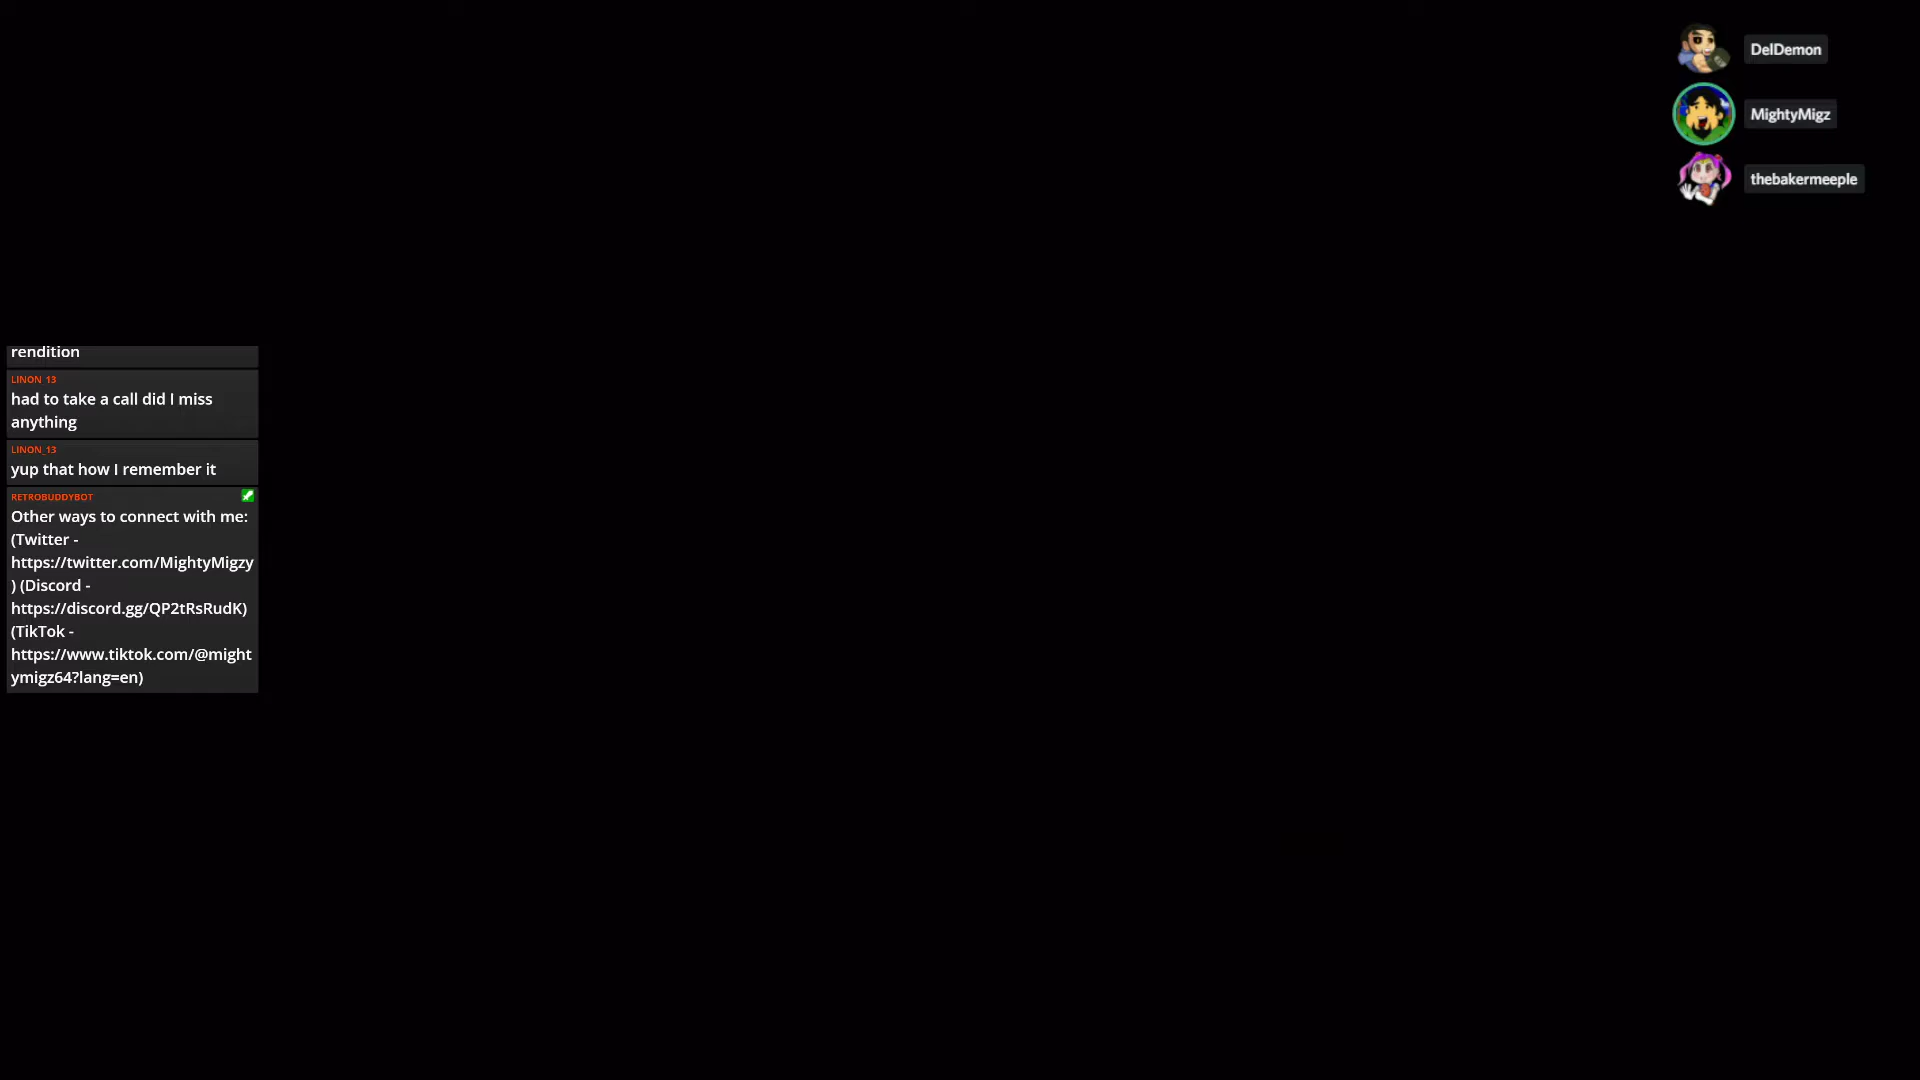 DelDemon
MightyMigz
thebakermeeple
rendition
LINON_13
had to take a call did I miss
anything
LINON_13
yup that how I remember it
RETROBUDDYBOT
Other ways to connect with me:
(Twitter -
https://twitter.com/MightyMigzy
) (Discord -
https://discord.gg/QP2tRsRudK)
(TikTok -
https://www.tiktok.com/@might
ymigz64?lang=en)